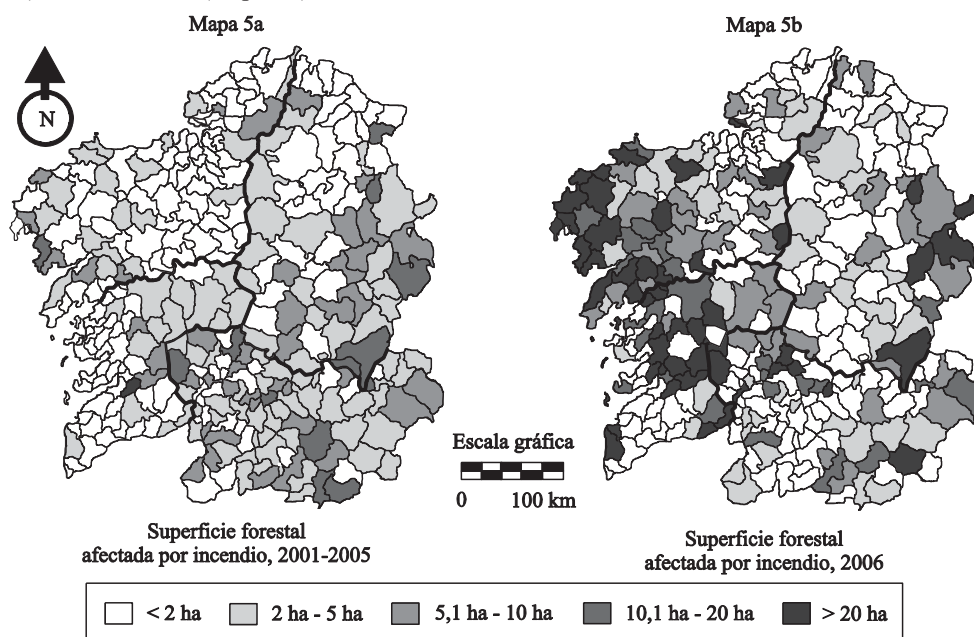 Mapa 5a
Mapa 5b
N
Escala gráfica
0 100 km
Superficie forestal
afectada por incendio, 2001-2005
Superficie forestal
afectada por incendio, 2006
< 2 ha
2 ha - 5 ha
5,1 ha - 10 ha
10,1 ha - 20 ha
> 20 ha